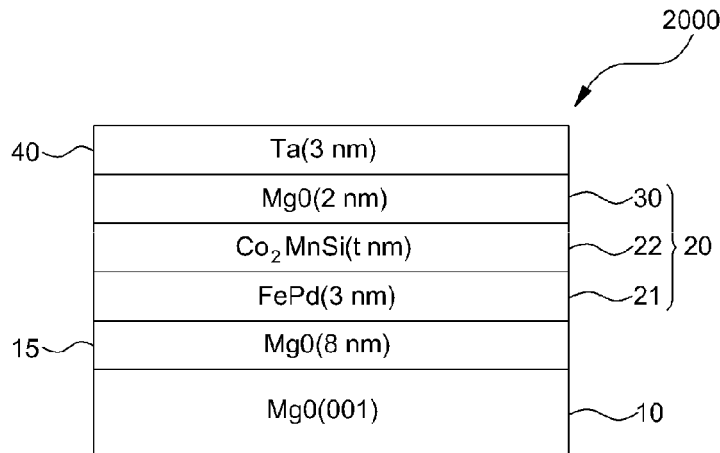 2000
40 Ta(3 nm)
Mg0(2 nm) 30
Co₂MnSi(t nm) 22 20
FePd(3 nm) 21
15 Mg0(8 nm)
Mg0(001) 10